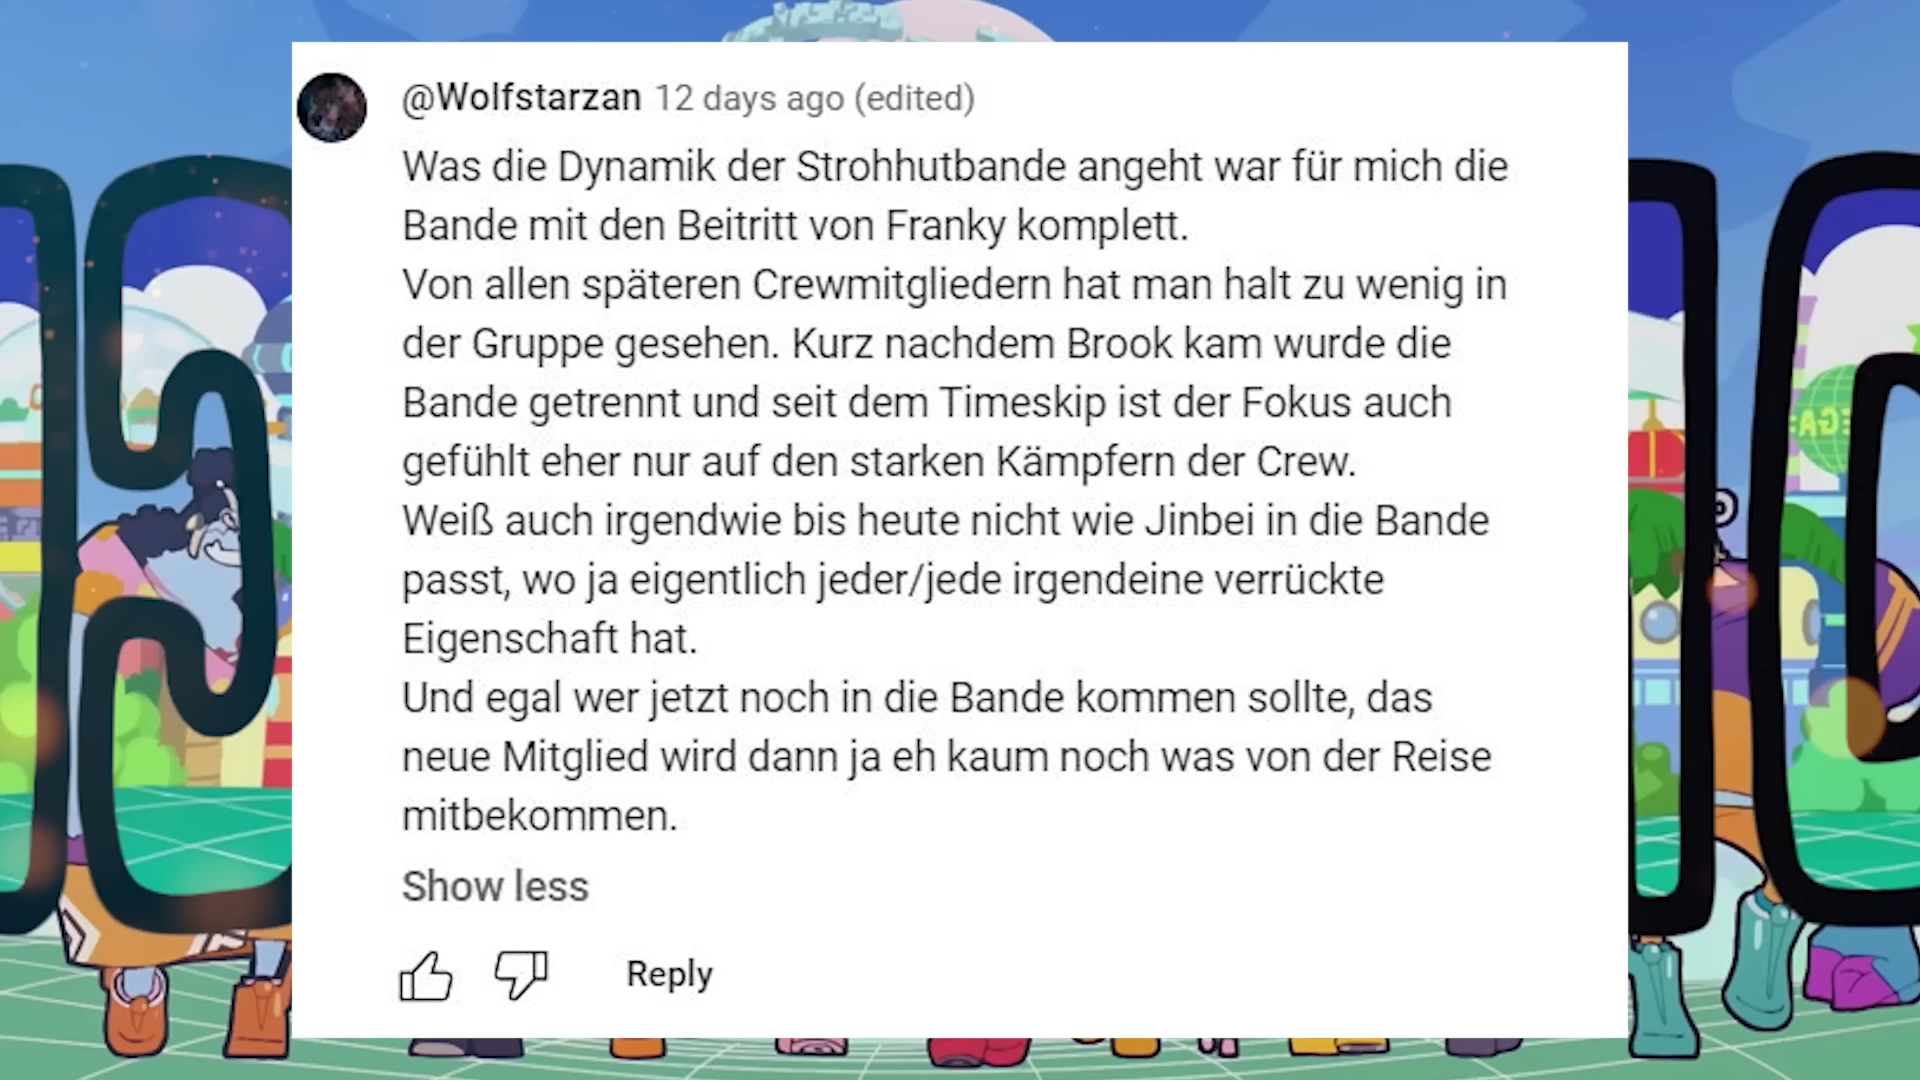 @Wolfstarzan 12 days ago (edited)
Was die Dynamik der Strohhutbande angeht war für mich die
Bande mit den Beitritt von Franky komplett.
Von allen späteren Crewmitgliedern hat man halt zu wenig in
der Gruppe gesehen. Kurz nachdem Brook kam wurde die
Bande getrennt und seit dem Timeskip ist der Fokus auch
gefühlt eher nur auf den starken Kämpfern der Crew.
Weiß auch irgendwie bis heute nicht wie Jinbei in die Bande
passt, wo ja eigentlich jeder/jede irgendeine verrückte
Eigenschaft hat.
Und egal wer jetzt noch in die Bande kommen sollte, das
neue Mitglied wird dann ja eh kaum noch was von der Reise
mitbekommen.
Show less
Reply